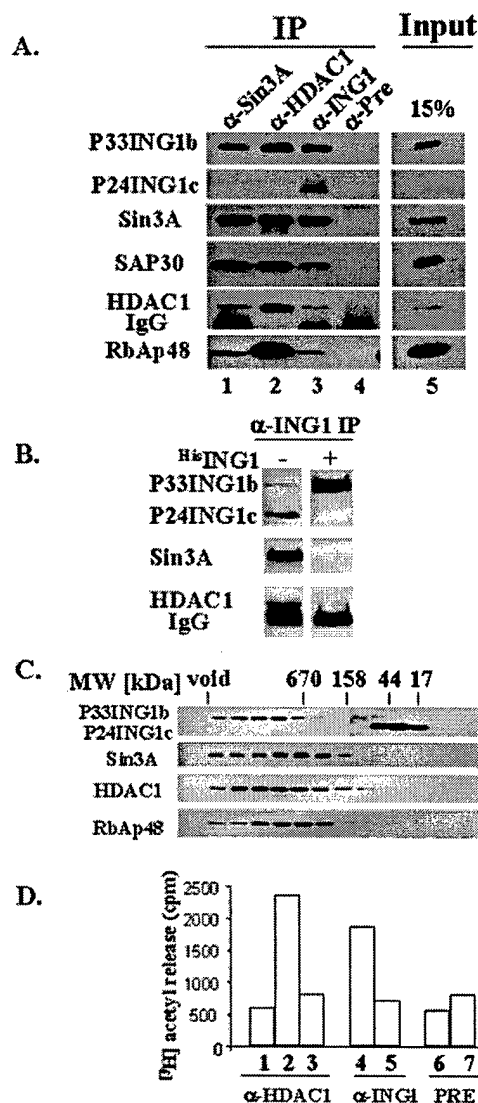 A.
IP Input
α-Sin3A α-HDAC1 α-ING1 α-Pre 15%
P33ING1b
P24ING1c
Sin3A
SAP30
HDAC1
IgG
RbAp48
1 2 3 4 5
B.
α-ING1 IP
HisING1 - +
P33ING1b
P24ING1c
Sin3A
HDAC1
IgG
C.
MW [kDa] void 670 158 44 17
P33ING1b
P24ING1c
Sin3A
HDAC1
RbAp48
D.
[³H] acetyl release (cpm)
2500
2000
1500
1000
500
0
1 2 3 4 5 6 7
α-HDAC1 α-ING1 PRE